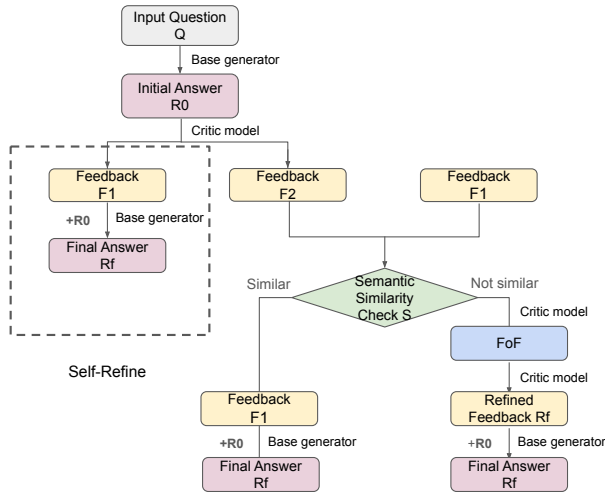 Input Question
Q
Base generator
Initial Answer
R0
Critic model
Feedback
F1
+R0 Base generator
Final Answer
Rf
Self-Refine
Feedback
F2
Feedback
F1
Similar
Semantic
Similarity
Check S
Not similar
Critic model
FoF
Critic model
Feedback
F1
+R0 Base generator
Final Answer
Rf
Refined
Feedback Rf
+R0 Base generator
Final Answer
Rf